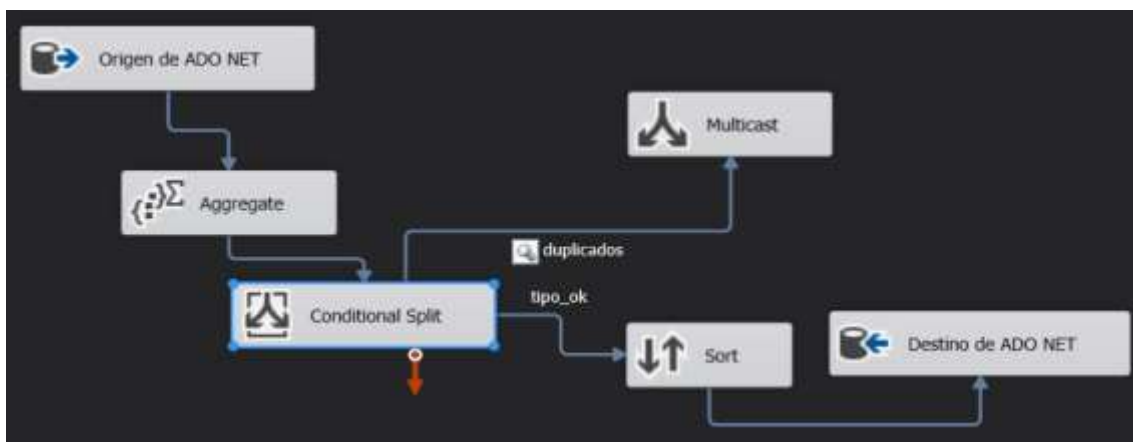 Origen de ADO NET
Multicast
Aggregate
duplicados
tipo_ok
Conditional Split
Sort
Destino de ADO NET